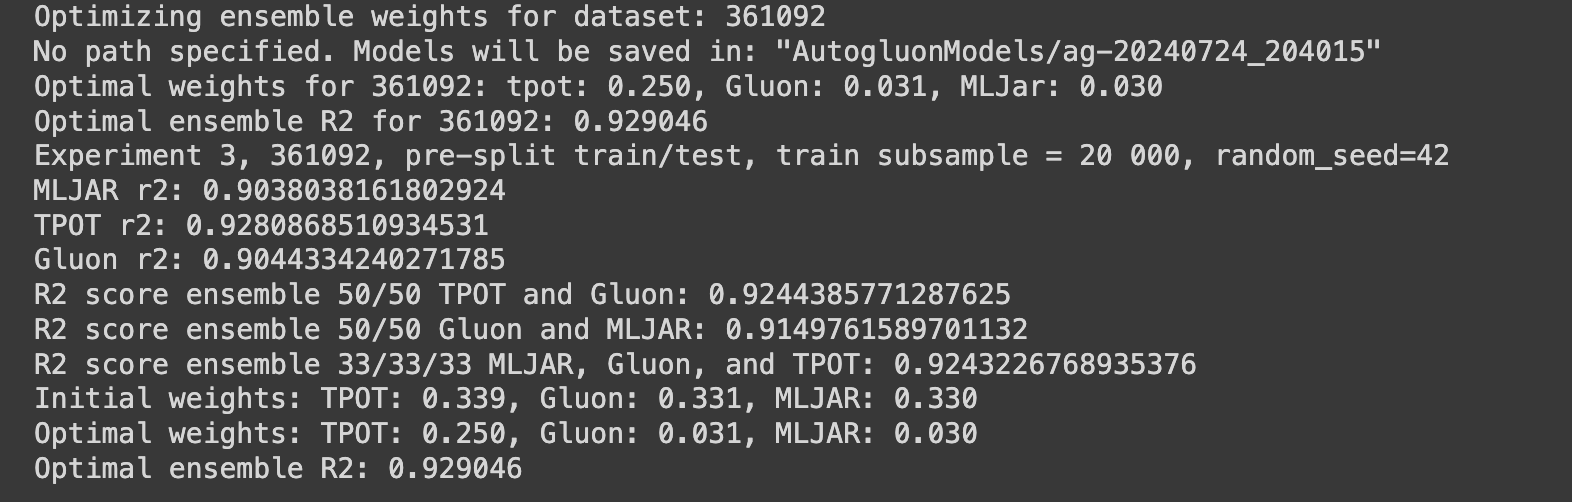 Optimizing ensemble weights for dataset: 361092
No path specified. Models will be saved in: "AutogluonModels/ag-20240724_204015"
Optimal weights for 361092: tpot: 0.250, Gluon: 0.031, MLJar: 0.030
Optimal ensemble R2 for 361092: 0.929046
Experiment 3, 361092, pre-split train/test, train subsample = 20 000, random_seed=42
MLJAR r2: 0.9038038161802924
TPOT r2: 0.9280868510934531
Gluon r2: 0.9044334240271785
R2 score ensemble 50/50 TPOT and Gluon: 0.9244385771287625
R2 score ensemble 50/50 Gluon and MLJAR: 0.9149761589701132
R2 score ensemble 33/33/33 MLJAR, Gluon, and TPOT: 0.9243226768935376
Initial weights: TPOT: 0.339, Gluon: 0.331, MLJAR: 0.330
Optimal weights: TPOT: 0.250, Gluon: 0.031, MLJAR: 0.030
Optimal ensemble R2: 0.929046